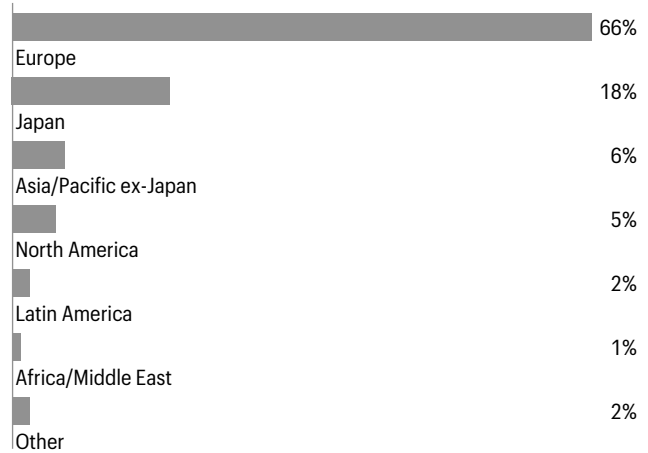 66%
Europe
18%
Japan
6%
Asia/Pacific ex-Japan
5%
North America
2%
Latin America
1%
Africa/Middle East
2%
Other